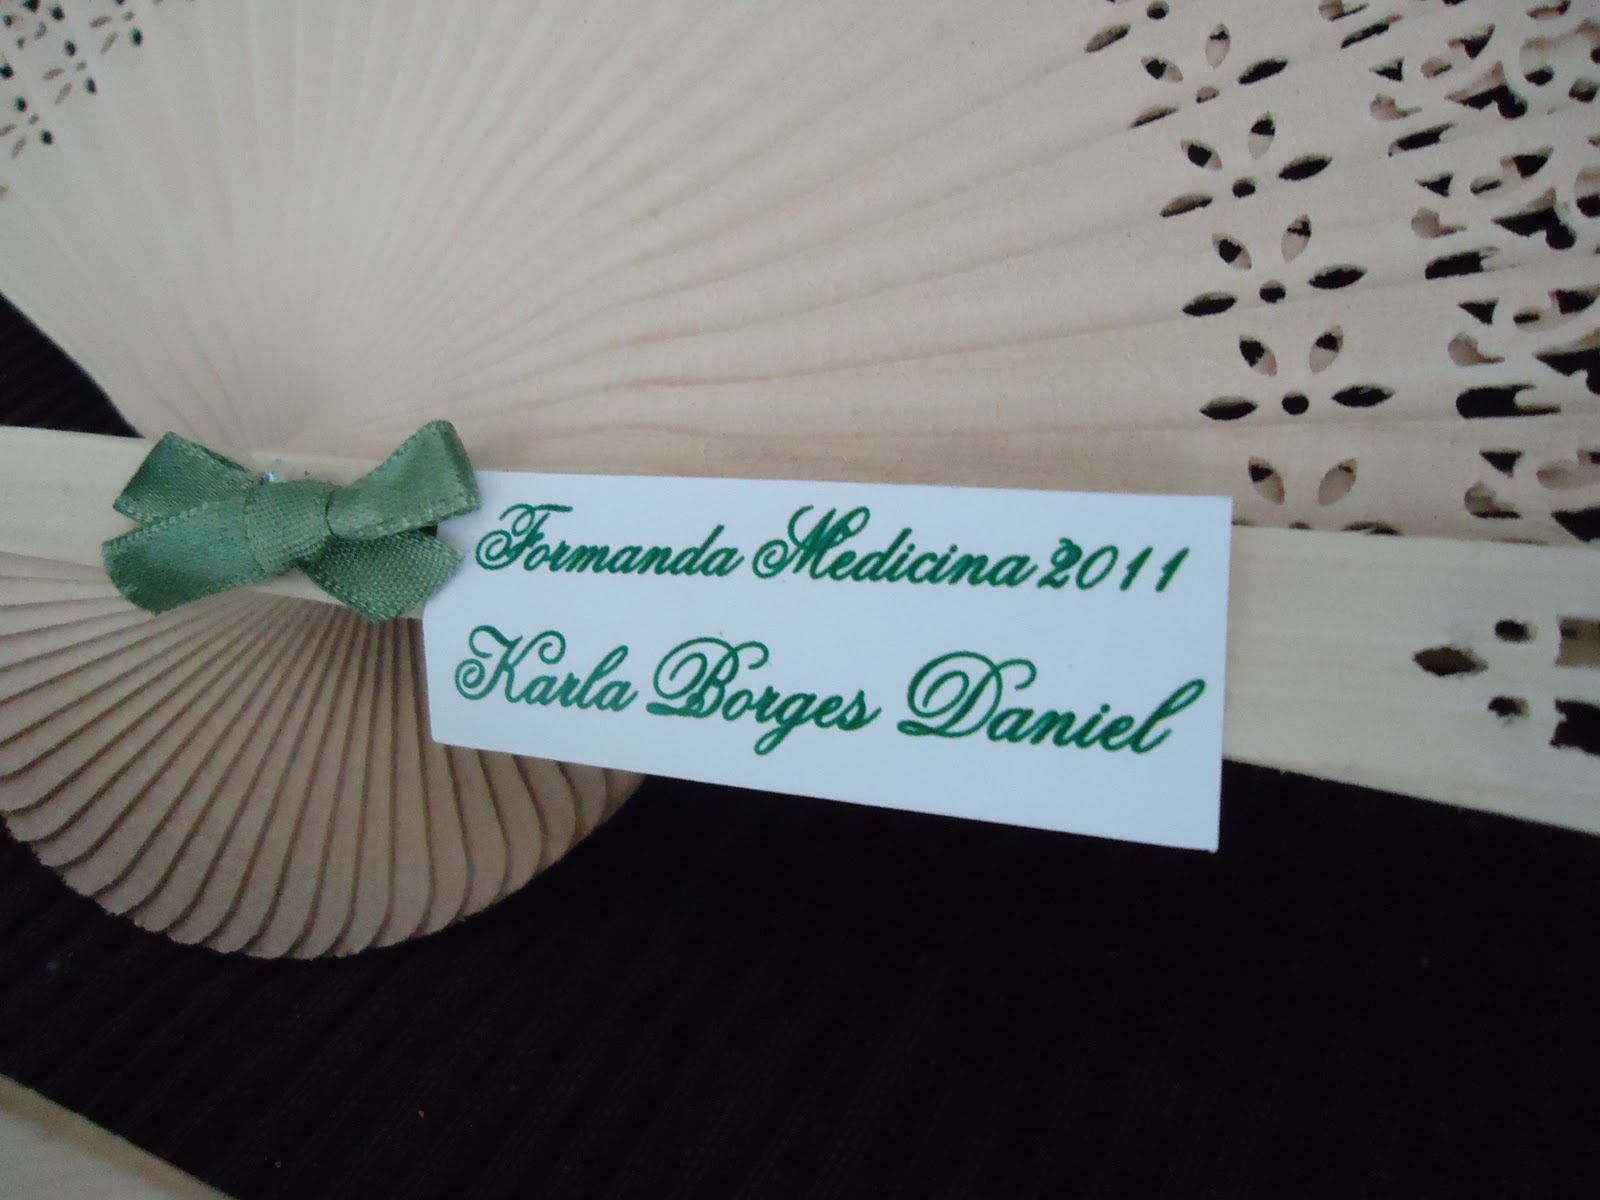 Formanda Medicina 2011
Karla Borges Daniel